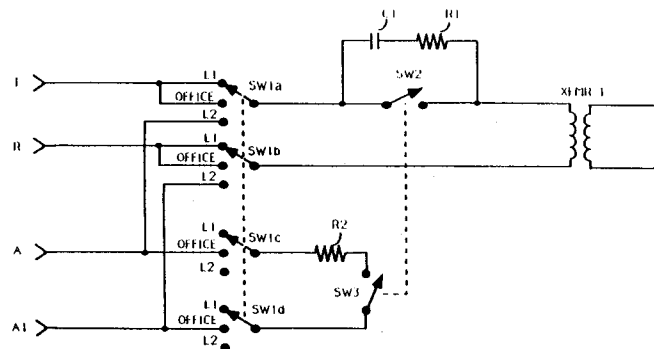 C1 R1
T L1 SW1a SW2 XFMR 1
OFFICE
L2
R L1 SW1b
OFFICE
L2
L1 SW1c R2
A OFFICE
L2
SW3
L1 SW1d
A1 OFFICE
L2